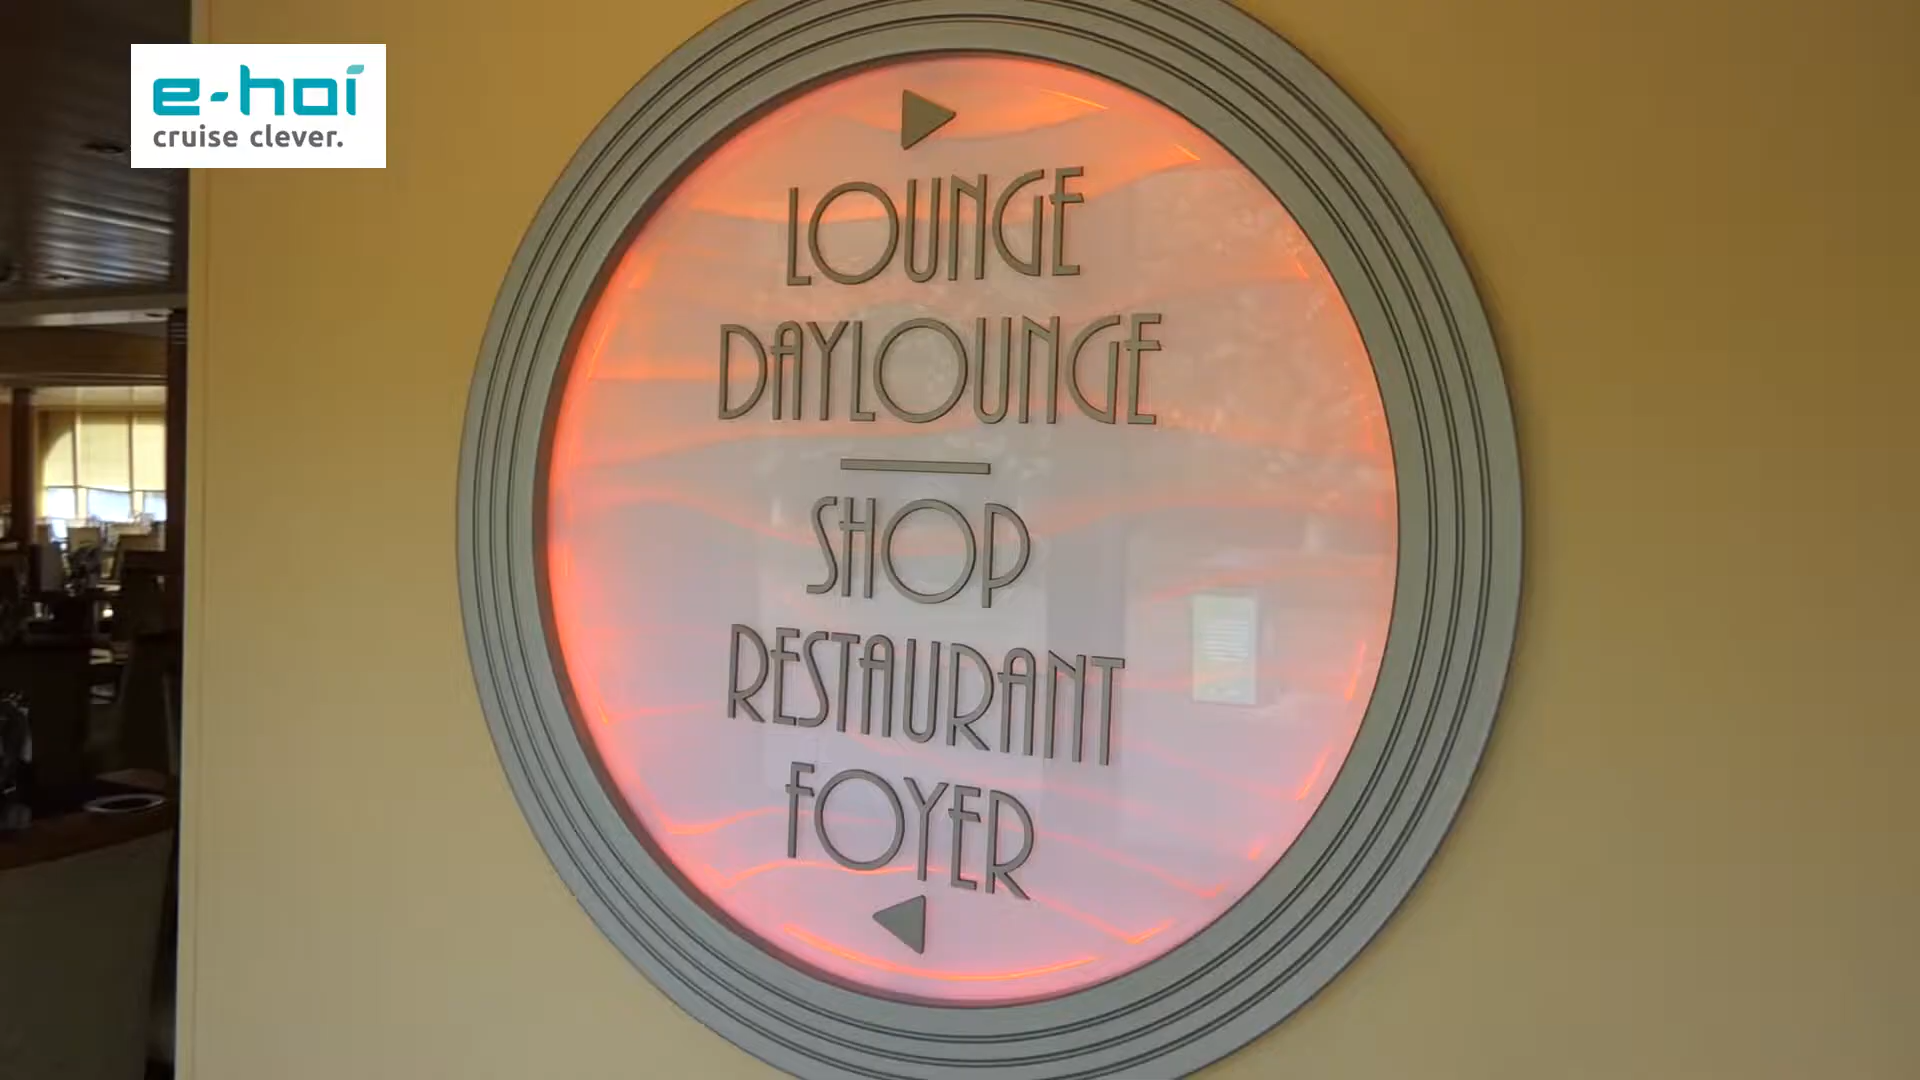 e-hoi
cruise clever.
LOUNGE
DAYLOUNGE
SHOP
RESTAURANT
FOYER